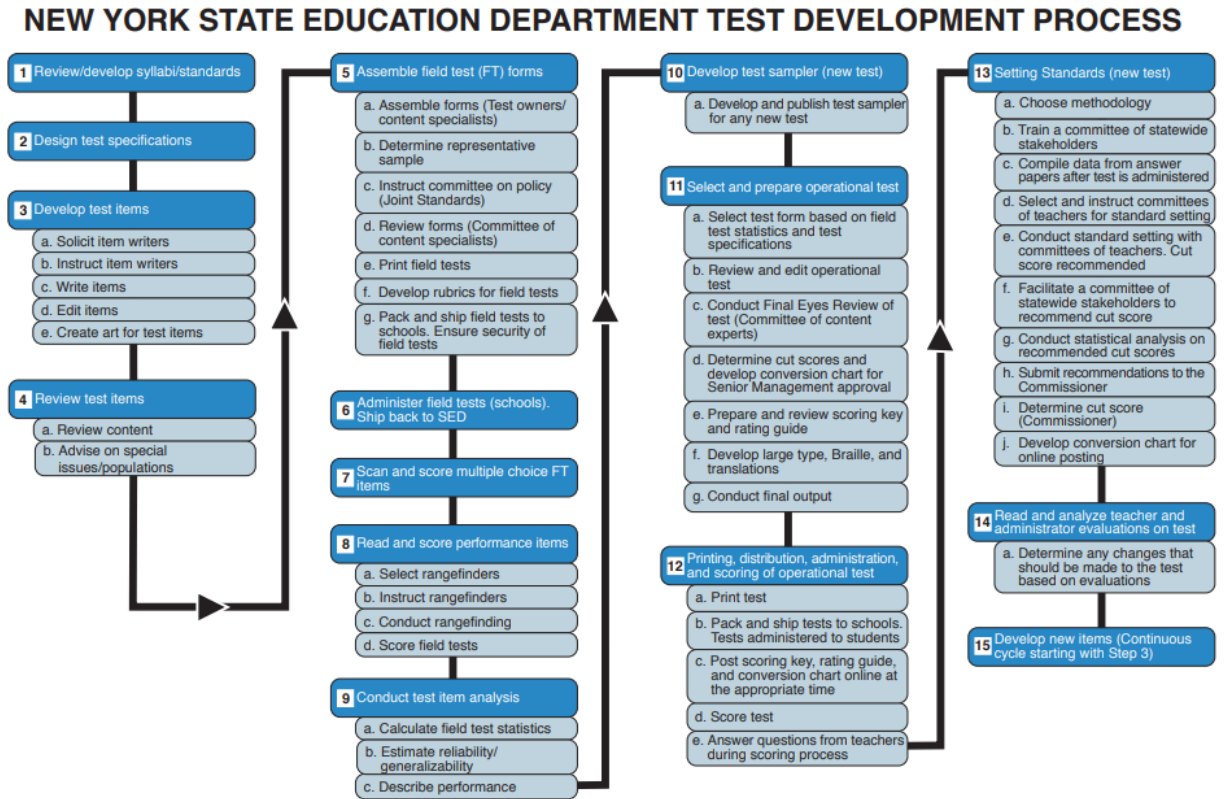 NEW YORK STATE EDUCATION DEPARTMENT TEST DEVELOPMENT PROCESS
1 Review/develop syllabi/standards
2 Design test specifications
3 Develop test items
a. Solicit item writers
b. Instruct item writers
c. Write items
d. Edit items
e. Create art for test items
4 Review test items
a. Review content
b. Advise on special
issues/populations
5 Assemble field test (FT) forms
a. Assemble forms (Test owners/
content specialists)
b. Determine representative
sample
c. Instruct committee on policy
(Joint Standards)
d. Review forms (Committee of
content specialists)
e. Print field tests
f. Develop rubrics for field tests
g. Pack and ship field tests to
schools. Ensure security of
field tests
6 Administer field tests (schools).
Ship back to SED
7 Scan and score multiple choice FT
items
8 Read and score performance items
a. Select rangefinders
b. Instruct rangefinders
c. Conduct rangefinding
d. Score field tests
9 Conduct test item analysis
a. Calculate field test statistics
b. Estimate reliability/
generalizability
c. Describe performance
10 Develop test sampler (new test)
a. Develop and publish test sampler
for any new test
11 Select and prepare operational test
a. Select test form based on field
test statistics and test
specifications
b. Review and edit operational
test
c. Conduct Final Eyes Review of
test (Committee of content
experts)
d. Determine cut scores and
develop conversion chart for
Senior Management approval
e. Prepare and review scoring key
and rating guide
f. Develop large type, Braille, and
translations
g. Conduct final output
12 Printing, distribution, administration,
and scoring of operational test
a. Print test
b. Pack and ship tests to schools.
Tests administered to students
c. Post scoring key, rating guide,
and conversion chart online at
the appropriate time
d. Score test
e. Answer questions from teachers
during scoring process
13 Setting Standards (new test)
a. Choose methodology
b. Train a committee of statewide
stakeholders
c. Compile data from answer
papers after test is administered
d. Select and instruct committees
of teachers for standard setting
e. Conduct standard setting with
committees of teachers. Cut
score recommended
f. Facilitate a committee of
statewide stakeholders to
recommend cut score
g. Conduct statistical analysis on
recommended cut scores
h. Submit recommendations to the
Commissioner
i. Determine cut score
(Commissioner)
j. Develop conversion chart for
online posting
14 Read and analyze teacher and
administrator evaluations on test
a. Determine any changes that
should be made to the test
based on evaluations
15 Develop new items (Continuous
cycle starting with Step 3)